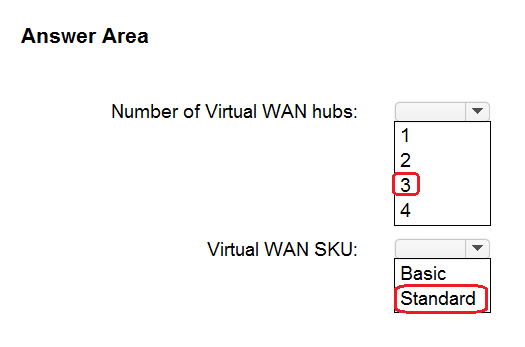 Answer Area
Number of Virtual WAN hubs:
1
2
3
4
Virtual WAN SKU:
Basic
Standard